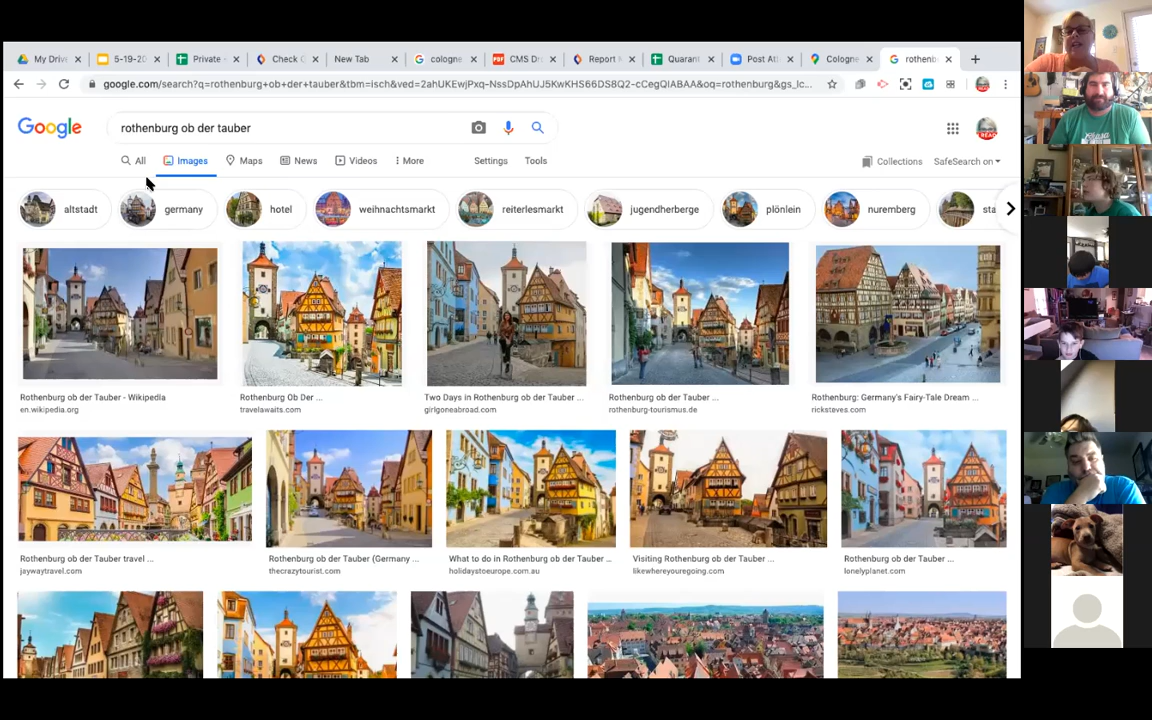 My Drive
5-19-20
Private -
Check C
New Tab
cologne
CMS Dr
Report M
Quarant
Post Att
Cologne
rothenb
google.com/search?q=rothenburg+ob+der+tauber&tbm=isch&ved=2ahUKEwjPxq-NssDpAhUJ5KwKHS66DS8Q2-cCegQIABAA&oq=rothenburg&gs_lc...
Google
rothenburg ob der tauber
All
Images
Maps
News
Videos
More
Settings
Tools
Collections
SafeSearch on
altstadt
germany
hotel
weihnachtsmarkt
reiterlesmarkt
jugendherberge
plönlein
nuremberg
sta
Rothenburg ob der Tauber - Wikipedia
en.wikipedia.org
Rothenburg Ob Der ...
travelawaits.com
Two Days in Rothenburg ob der Tauber ...
girlgoneabroad.com
Rothenburg ob der Tauber ...
rothenburg-tourismus.de
Rothenburg: Germany's Fairy-Tale Dream ...
ricksteves.com
Rothenburg ob der Tauber travel ...
jaywaytravel.com
Rothenburg ob der Tauber (Germany ...
thecrazytourist.com
What to do in Rothenburg ob der Tauber ...
holidaystoeurope.com.au
Visiting Rothenburg ob der Tauber ...
likewhereyouregoing.com
Rothenburg ob der Tauber ...
lonelyplanet.com